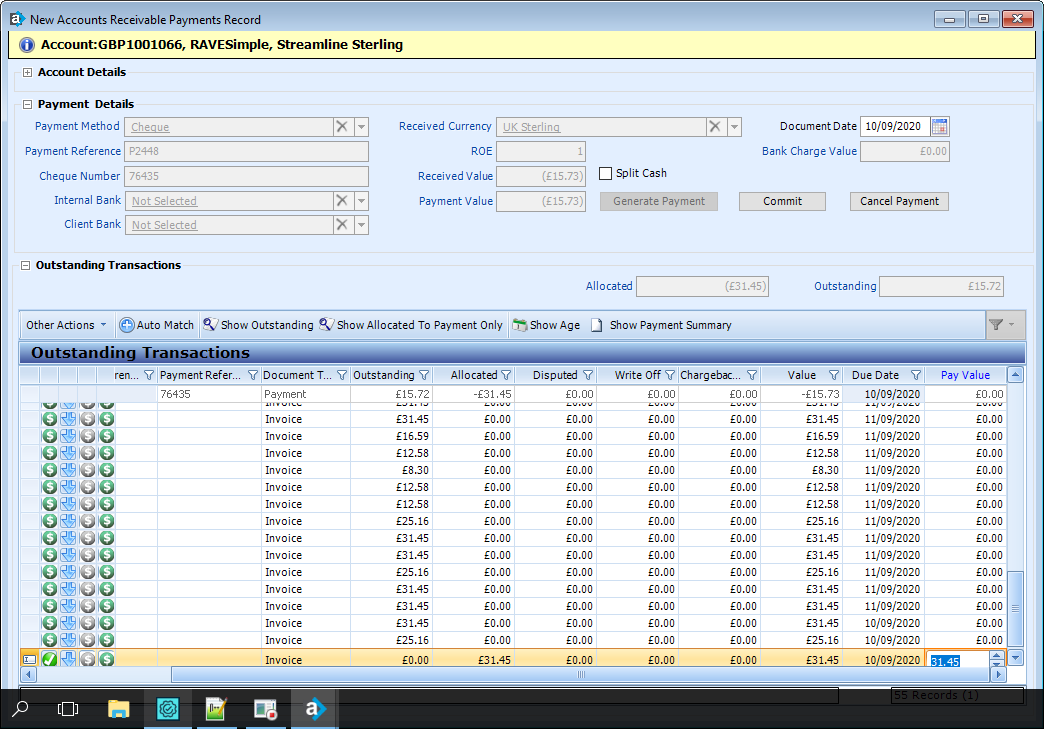 New Accounts Receivable Payments Record
Account:GBP1001066, RAVESimple, Streamline Sterling
Account Details
Payment Details
Payment Method Cheque Received Currency UK Sterling Document Date 10/09/2020
Payment Reference P2448 ROE 1 Bank Charge Value £0.00
Cheque Number 76435 Received Value (£15.73) Split Cash
Internal Bank Not Selected Payment Value (£15.73) Generate Payment Commit Cancel Payment
Client Bank Not Selected
Outstanding Transactions
Allocated (£31.45) Outstanding £15.72
Other Actions Auto Match Show Outstanding Show Allocated To Payment Only Show Age Show Payment Summary
Outstanding Transactions
ren... Payment Refer... Document T... Outstanding Allocated Disputed Write Off Chargebac... Value Due Date Pay Value
76435 Payment £15.72 -£31.45 £0.00 £0.00 £0.00 -£15.73 10/09/2020 £0.00
Invoice £31.45 £0.00 £0.00 £0.00 £0.00 £31.45 11/09/2020 £0.00
Invoice £31.45 £0.00 £0.00 £0.00 £0.00 £31.45 11/09/2020 £0.00
Invoice £16.59 £0.00 £0.00 £0.00 £0.00 £16.59 11/09/2020 £0.00
Invoice £12.58 £0.00 £0.00 £0.00 £0.00 £12.58 11/09/2020 £0.00
Invoice £8.30 £0.00 £0.00 £0.00 £0.00 £8.30 11/09/2020 £0.00
Invoice £12.58 £0.00 £0.00 £0.00 £0.00 £12.58 11/09/2020 £0.00
Invoice £12.58 £0.00 £0.00 £0.00 £0.00 £12.58 11/09/2020 £0.00
Invoice £25.16 £0.00 £0.00 £0.00 £0.00 £25.16 11/09/2020 £0.00
Invoice £31.45 £0.00 £0.00 £0.00 £0.00 £31.45 11/09/2020 £0.00
Invoice £31.45 £0.00 £0.00 £0.00 £0.00 £31.45 11/09/2020 £0.00
Invoice £25.16 £0.00 £0.00 £0.00 £0.00 £25.16 11/09/2020 £0.00
Invoice £31.45 £0.00 £0.00 £0.00 £0.00 £31.45 11/09/2020 £0.00
Invoice £31.45 £0.00 £0.00 £0.00 £0.00 £31.45 11/09/2020 £0.00
Invoice £31.45 £0.00 £0.00 £0.00 £0.00 £31.45 10/09/2020 £0.00
Invoice £25.16 £0.00 £0.00 £0.00 £0.00 £25.16 10/09/2020 £0.00
Invoice £0.00 £31.45 £0.00 £0.00 £0.00 £31.45 10/09/2020 31.45
55 Records (1)